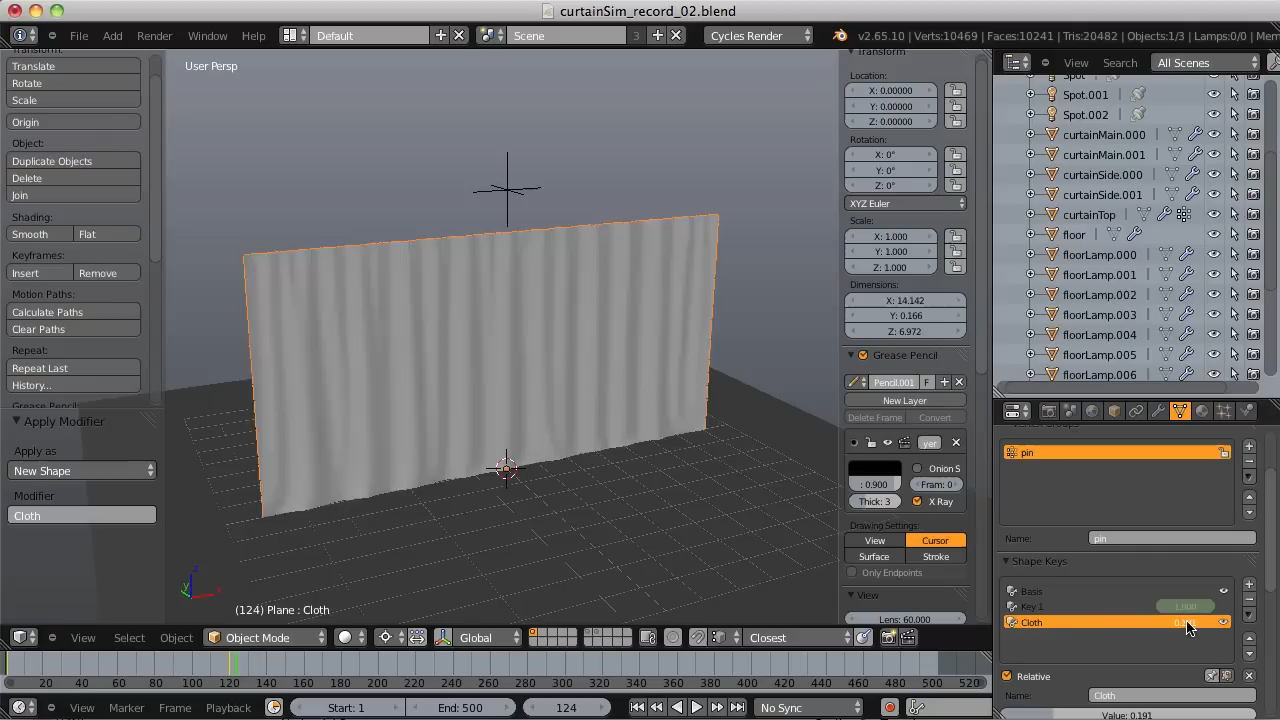 curtainSim_record_02.blend
File Add Render Window Help Default Scene 3 Cycles Render v2.65.10 | Verts:10469 | Faces:10241 | Tris:20482 | Objects:1/3 | Lamps:0/0 | Mem
Transform:
Translate
Rotate
Scale
Origin
Object:
Duplicate Objects
Delete
Join
Shading:
Smooth Flat
Keyframes:
Insert Remove
Motion Paths:
Calculate Paths
Clear Paths
Repeat:
Repeat Last
History...
Grease Pencil:
Apply Modifier
Apply as
New Shape
Modifier
Cloth
User Persp
(124) Plane : Cloth
Transform
Location:
X: 0.00000
Y: 0.00000
Z: 0.00000
Rotation:
X: 0°
Y: 0°
Z: 0°
XYZ Euler
Scale:
X: 1.000
Y: 1.000
Z: 1.000
Dimensions:
X: 14.142
Y: 0.166
Z: 6.972
Grease Pencil
Pencil.001 F
New Layer
Delete Frame Convert
yer
Onion S
: 0.900 Fram: 0
Thick: 3 X Ray
Drawing Settings:
View Cursor
Surface Stroke
Only Endpoints
View
Lens: 60.000
View Search All Scenes
Spot
Spot.001
Spot.002
curtainMain.000
curtainMain.001
curtainSide.000
curtainSide.001
curtainTop
floor
floorLamp.000
floorLamp.001
floorLamp.002
floorLamp.003
floorLamp.004
floorLamp.005
floorLamp.006
Vertex Groups
pin
Name: pin
Shape Keys
Basis
Key 1 1.000
Cloth
Relative
Name: Cloth
Value: 0.191
View Select Object Object Mode Global Closest
20 40 60 80 100 120 140 160 180 200 220 240 260 280 300 320 340 360 380 400 420 440 460 480 500 520
View Marker Frame Playback Start: 1 End: 500 124 No Sync